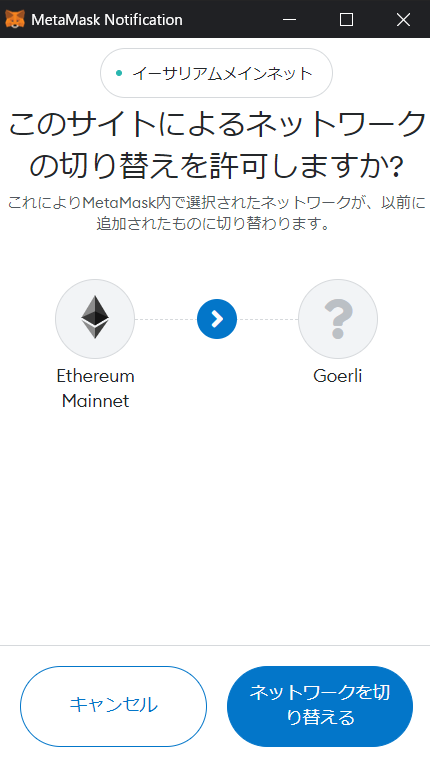 MetaMask Notification
イーサリアムメインネット
このサイトによるネットワーク
の切り替えを許可しますか?
これによりMetaMask内で選択されたネットワークが、以前に
追加されたものに切り替わります。
?
Ethereum
Mainnet
Goerli
キャンセル
ネットワークを切
り替える